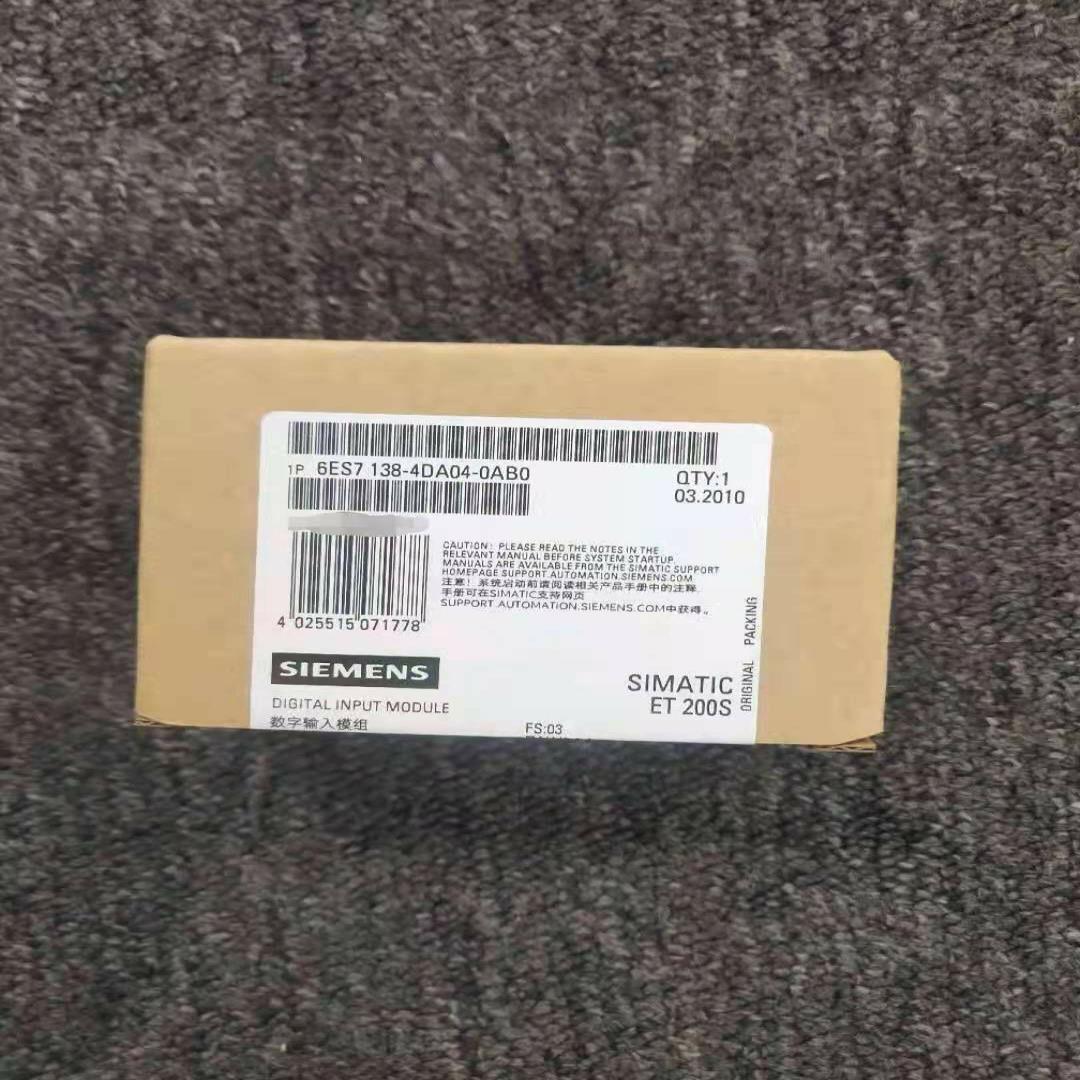 1P 6ES7 138-4DA04-0AB0
QTY:1
03.2010
CAUTION: PLEASE READ THE NOTES IN THE
RELEVANT MANUAL BEFORE SYSTEM STARTUP.
MANUALS ARE AVAILABLE FROM THE SIMATIC SUPPORT
HOMEPAGE SUPPORT.AUTOMATION.SIEMENS.COM
注意！系统启动前请阅读相关产品手册中的注释，
手册可在SIMATIC支持网页
SUPPORT.AUTOMATION.SIEMENS.COM中获得。
4 025515 071778
ORIGINAL PACKING
SIEMENS
SIMATIC
ET 200S
DIGITAL INPUT MODULE
数字输入模组
FS:03